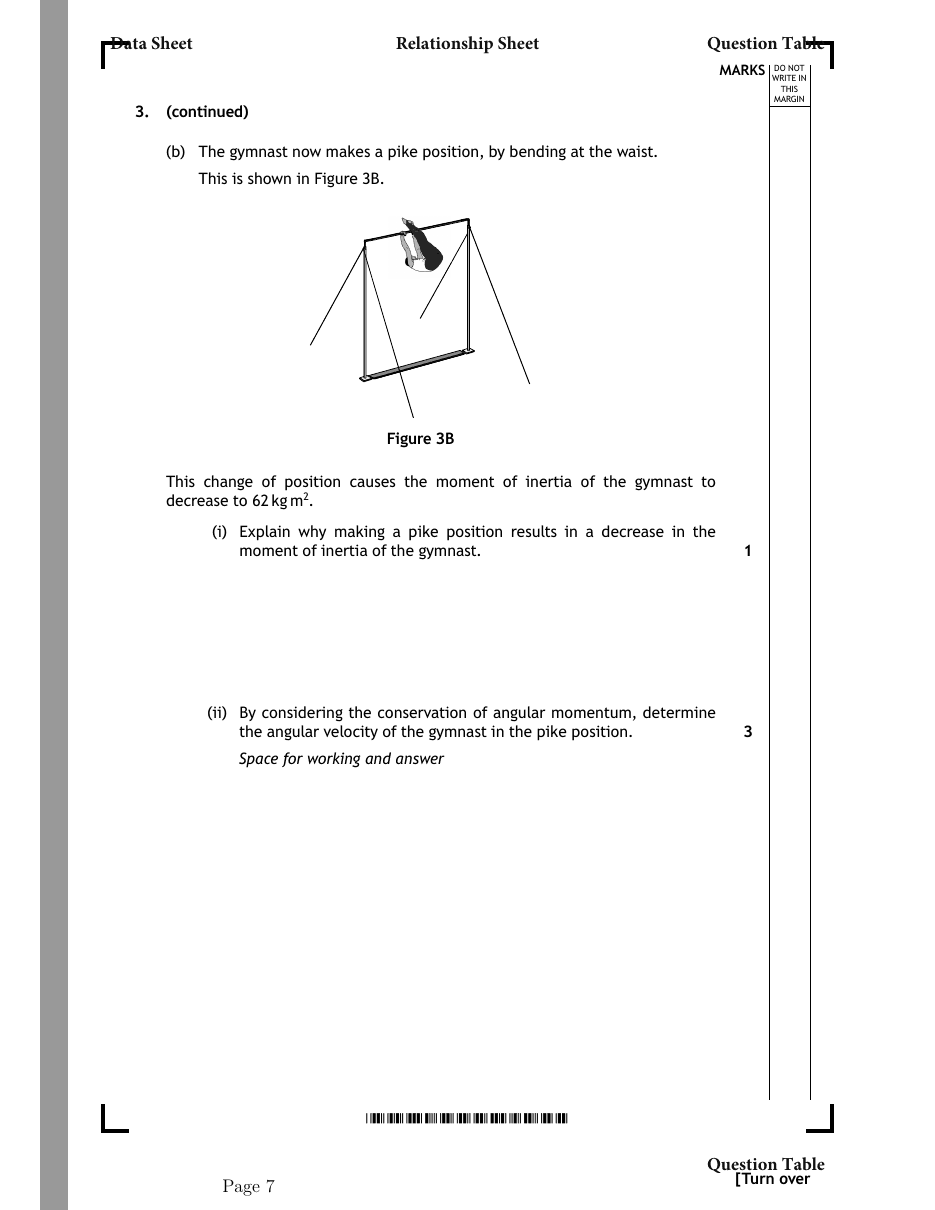 Data Sheet Relationship Sheet Question Table
MARKS
DO NOT
WRITE IN
THIS
MARGIN
3. (continued)
(b) The gymnast now makes a pike position, by bending at the waist.
This is shown in Figure 3B.
Figure 3B
This change of position causes the moment of inertia of the gymnast to
decrease to 62 kg m².
(i) Explain why making a pike position results in a decrease in the
moment of inertia of the gymnast. 1
(ii) By considering the conservation of angular momentum, determine
the angular velocity of the gymnast in the pike position. 3
Space for working and answer
Question Table
[Turn over
Page 7